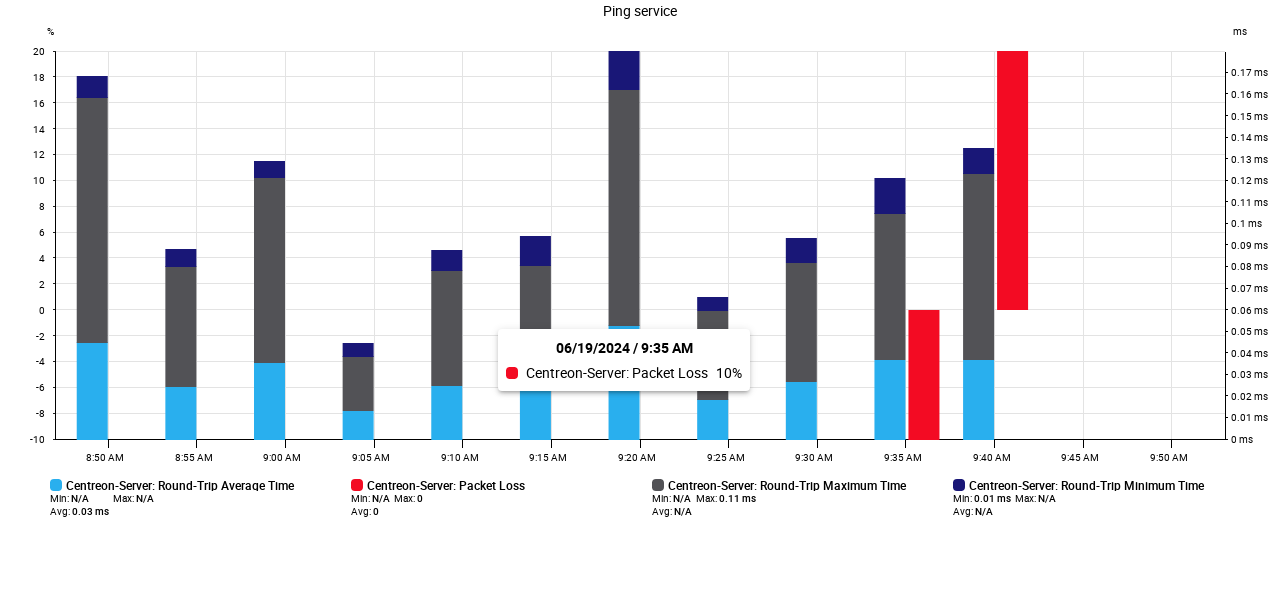 Ping service
% ms
20
18
16
14
12
10
8
6
4
2
0
-2
-4
-6
-8
-10
0.17 ms
0.16 ms
0.15 ms
0.14 ms
0.13 ms
0.12 ms
0.11 ms
0.1 ms
0.09 ms
0.08 ms
0.07 ms
0.06 ms
0.05 ms
0.04 ms
0.03 ms
0.02 ms
0.01 ms
0 ms
06/19/2024 / 9:35 AM
Centreon-Server: Packet Loss 10%
8:50 AM 8:55 AM 9:00 AM 9:05 AM 9:10 AM 9:15 AM 9:20 AM 9:25 AM 9:30 AM 9:35 AM 9:40 AM 9:45 AM 9:50 AM
Centreon-Server: Round-Trip Average Time
Min: N/A Max: N/A
Avg: 0.03 ms
Centreon-Server: Packet Loss
Min: N/A Max: 0
Avg: 0
Centreon-Server: Round-Trip Maximum Time
Min: N/A Max: 0.11 ms
Avg: N/A
Centreon-Server: Round-Trip Minimum Time
Min: 0.01 ms Max: N/A
Avg: N/A